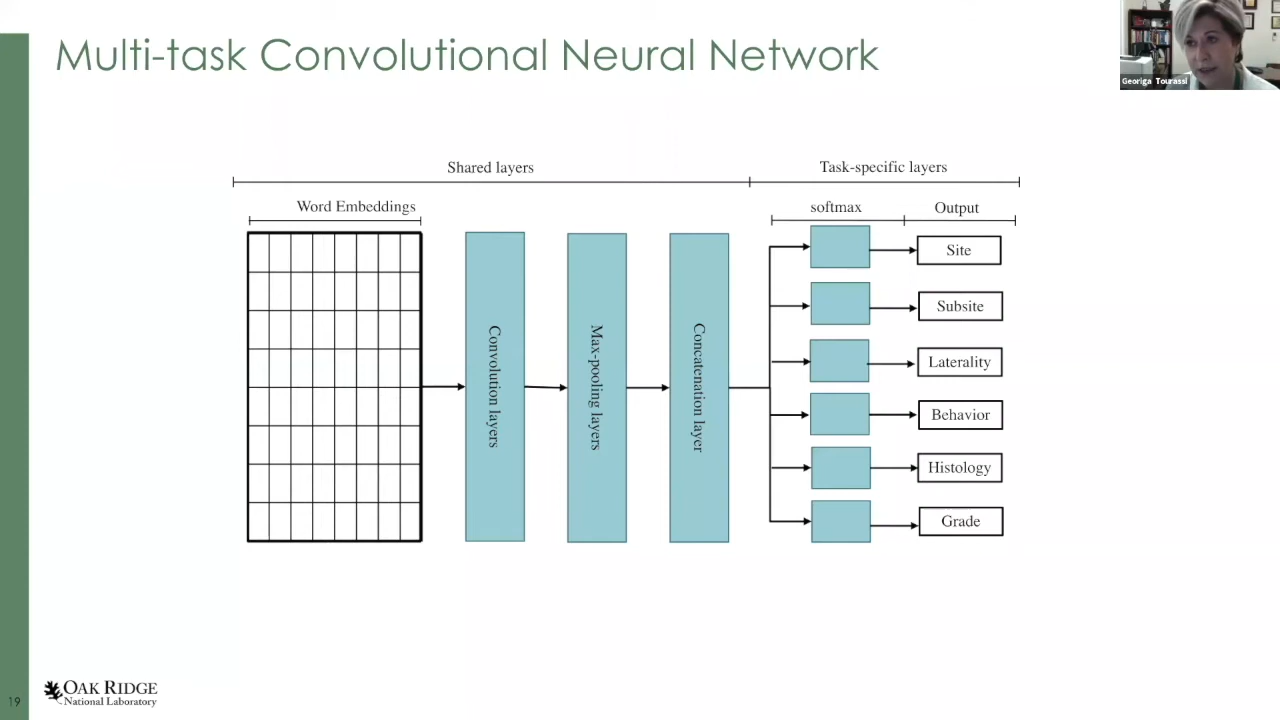 Multi-task Convolutional Neural Network
Georiga Tourassi
Shared layers
Task-specific layers
Word Embeddings
softmax
Output
Convolution layers
Max-pooling layers
Concatenation layer
Site
Subsite
Laterality
Behavior
Histology
Grade
19
OAK RIDGE
National Laboratory